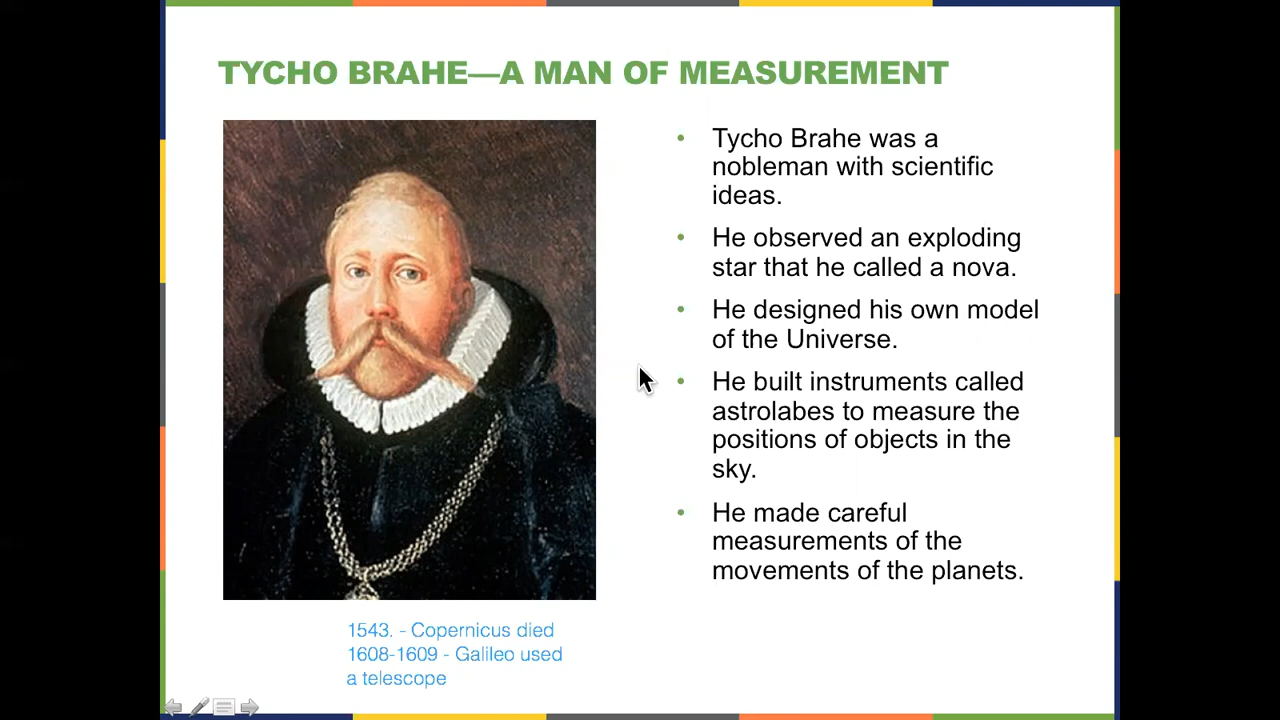 TYCHO BRAHE—A MAN OF MEASUREMENT
• Tycho Brahe was a
nobleman with scientific
ideas.
• He observed an exploding
star that he called a nova.
• He designed his own model
of the Universe.
• He built instruments called
astrolabes to measure the
positions of objects in the
sky.
• He made careful
measurements of the
movements of the planets.
1543. - Copernicus died
1608-1609 - Galileo used
a telescope